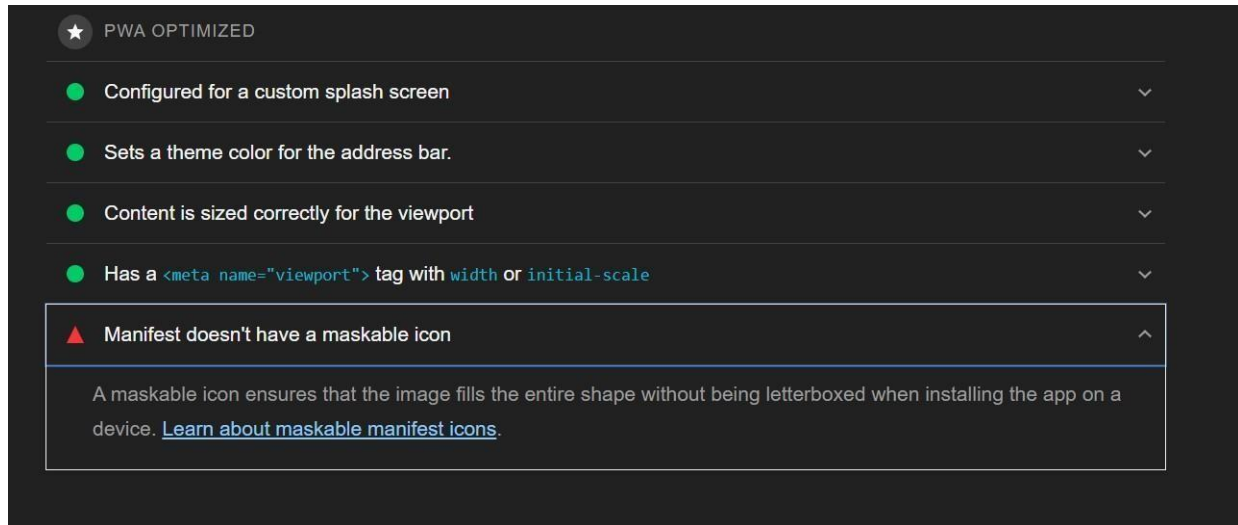 PWA OPTIMIZED
Configured for a custom splash screen
Sets a theme color for the address bar.
Content is sized correctly for the viewport
Has a <meta name="viewport"> tag with width or initial-scale
Manifest doesn't have a maskable icon
A maskable icon ensures that the image fills the entire shape without being letterboxed when installing the app on a
device. Learn about maskable manifest icons.